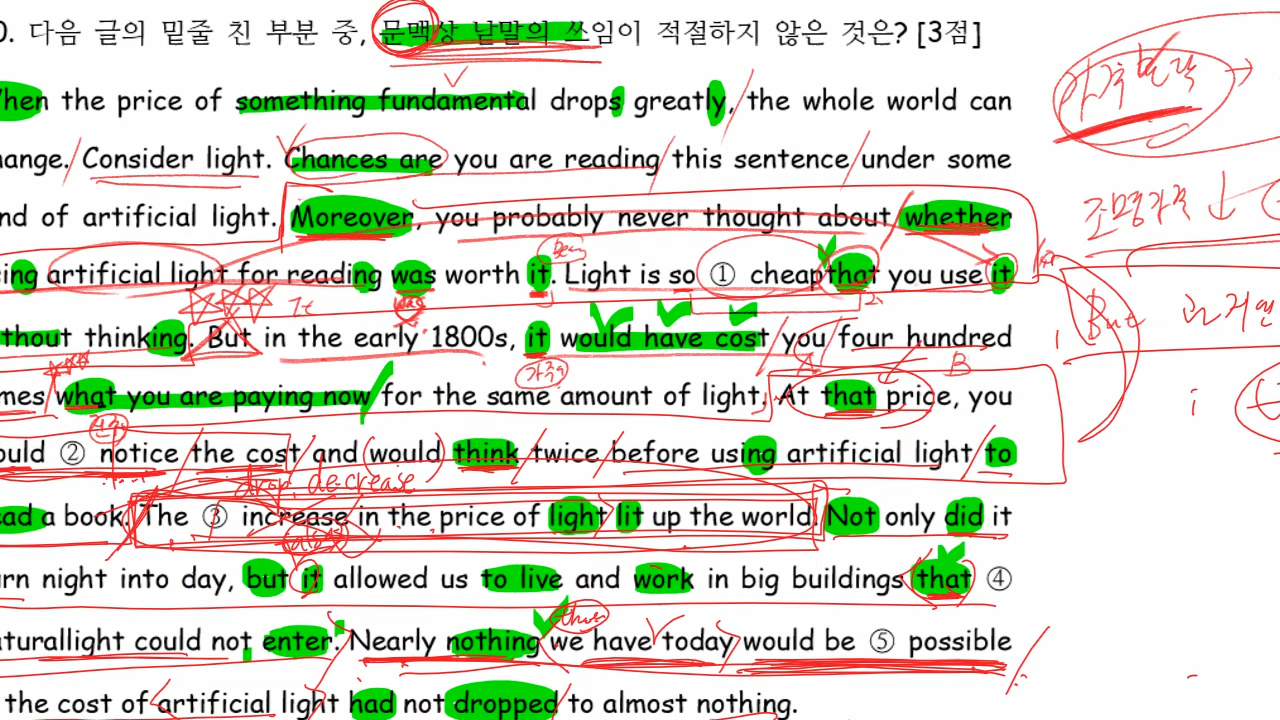 0. 다음 글의 밑줄 친 부분 중, 문맥상 낱말의 쓰임이 적절하지 않은 것은? [3점]
hen the price of something fundamental drops greatly, the whole world can
ange. Consider light. Chances are you are reading this sentence under some
nd of artificial light. Moreover, you probably never thought about whether
ing artificial light for reading was worth it. Light is so ① cheap that you use it
thout thinking. But in the early 1800s, it would have cost you four hundred
mes what you are paying now for the same amount of light. At that price, you
ould ② notice the cost and would think twice before using artificial light to
ad a book. The ③ increase in the price of light lit up the world. Not only did it
drop, decrease
urn night into day, but it allowed us to live and work in big buildings that ④
aturallight could not enter. Nearly nothing we have today would be ⑤ possible
the cost of artificial light had not dropped to almost nothing.
조명가격 ↓
But
A
B